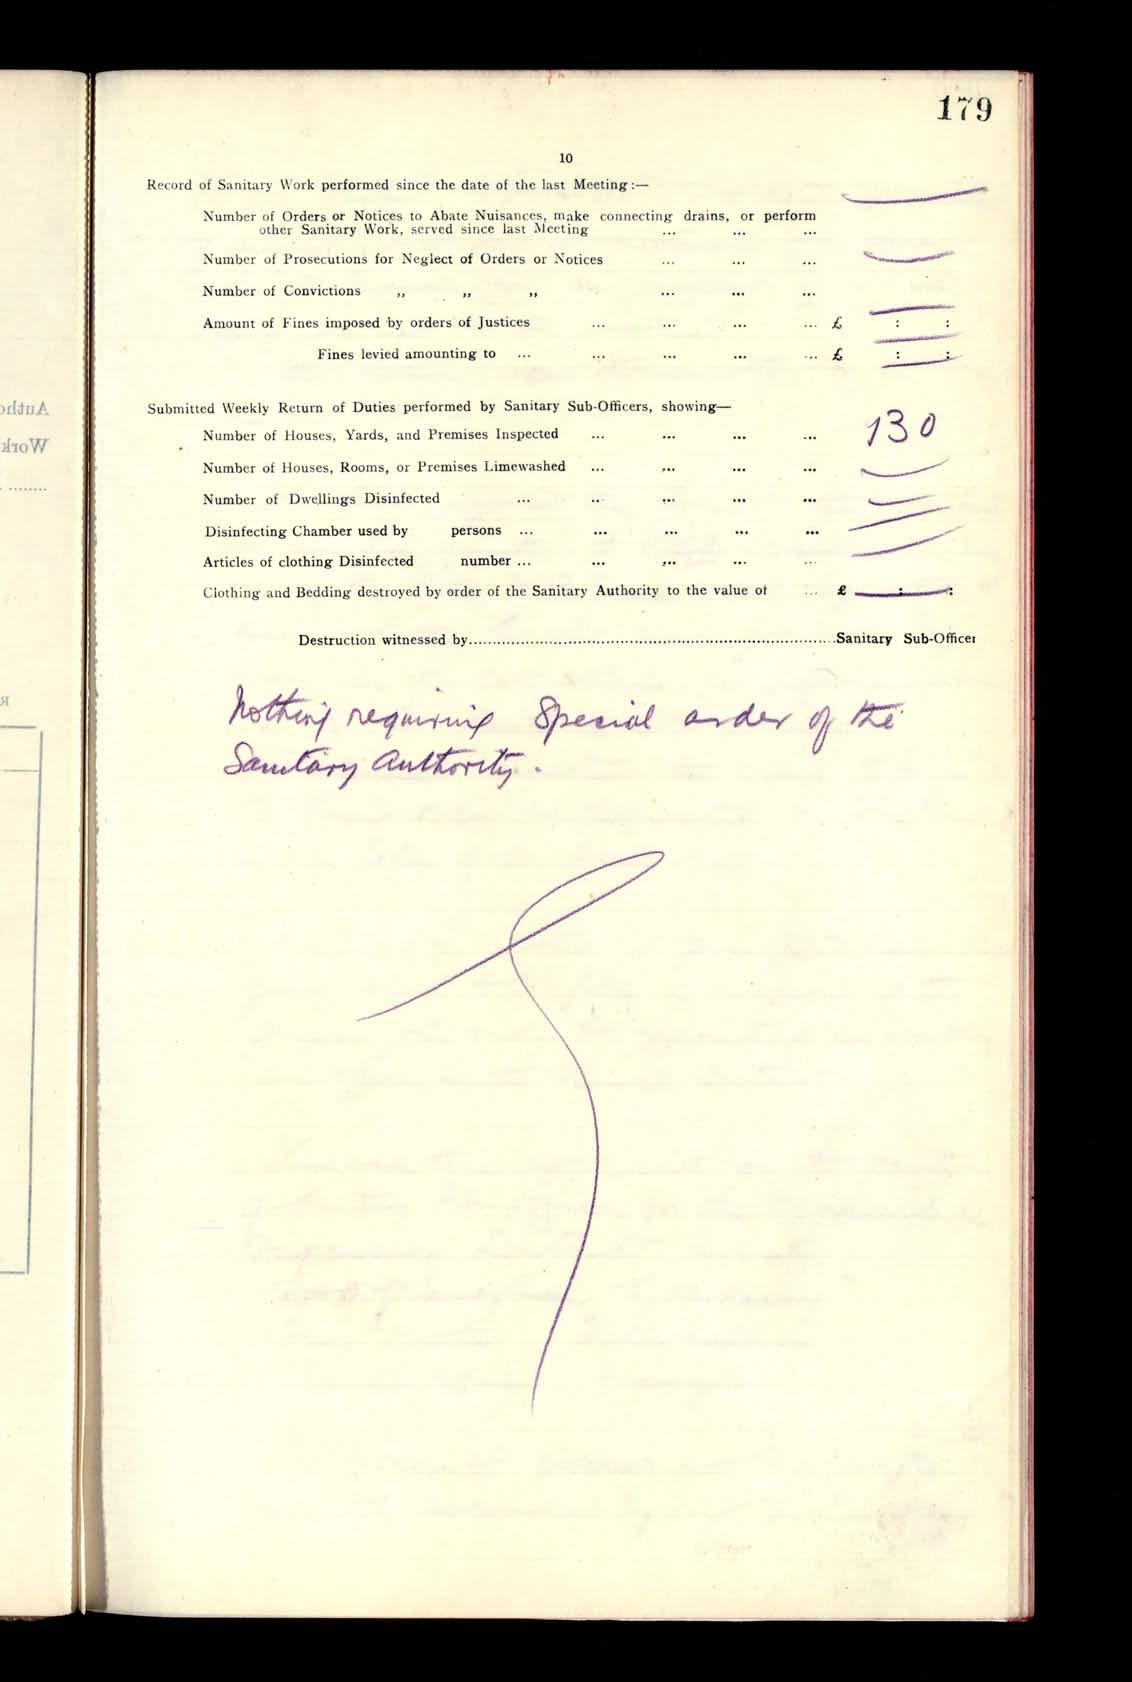 179
10
Record of Sanitary Work performed since the date of the last Meeting:—
Number of Orders or Notices to Abate Nuisances, make connecting drains, or perform
other Sanitary Work, served since last Meeting ... ... ...
Number of Prosecutions for Neglect of Orders or Notices ... ... ...
Number of Convictions ,, ,, ,, ... ... ...
Amount of Fines imposed by orders of Justices ... ... ... ... £ : :
Fines levied amounting to ... ... ... ... ... £ : :
Submitted Weekly Return of Duties performed by Sanitary Sub-Officers, showing—
Number of Houses, Yards, and Premises Inspected ... ... ... ... 130
Number of Houses, Rooms, or Premises Limewashed ... ... ... ...
Number of Dwellings Disinfected ... ... ... ... ...
Disinfecting Chamber used by persons ... ... ... ... ...
Articles of clothing Disinfected number ... ... ... ... ...
Clothing and Bedding destroyed by order of the Sanitary Authority to the value of ... £ : :
Destruction witnessed by..............................Sanitary Sub-Officer
Nothing requiring Special order of the
Sanitary Authority.
Autho
Work
R